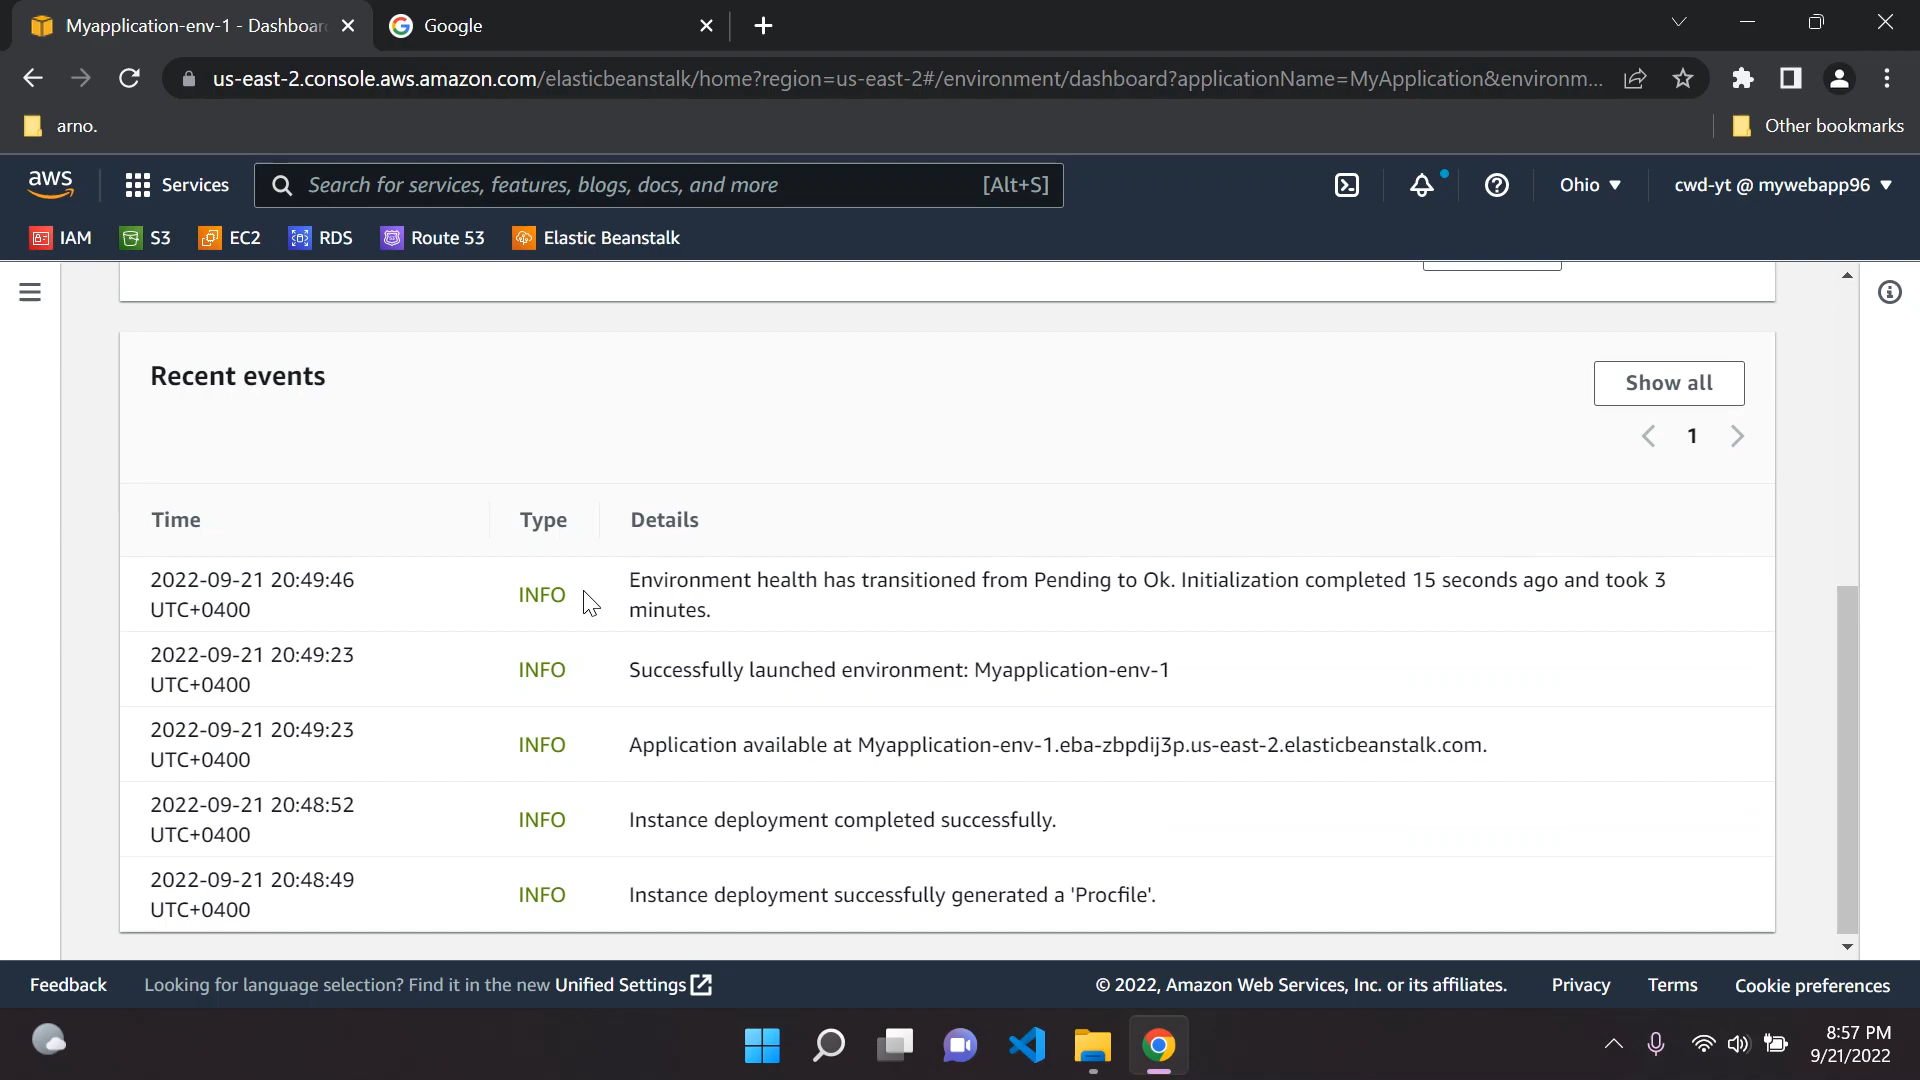 Myapplication-env-1 - Dashboar
Google
us-east-2.console.aws.amazon.com/elasticbeanstalk/home?region=us-east-2#/environment/dashboard?applicationName=MyApplication&environm...
arno.
Other bookmarks
aws
Services
Search for services, features, blogs, docs, and more
[Alt+S]
Ohio
cwd-yt @ mywebapp96
IAM
S3
EC2
RDS
Route 53
Elastic Beanstalk
Recent events
Show all
1
Time
Type
Details
2022-09-21 20:49:46
UTC+0400
INFO
Environment health has transitioned from Pending to Ok. Initialization completed 15 seconds ago and took 3
minutes.
2022-09-21 20:49:23
UTC+0400
INFO
Successfully launched environment: Myapplication-env-1
2022-09-21 20:49:23
UTC+0400
INFO
Application available at Myapplication-env-1.eba-zbpdij3p.us-east-2.elasticbeanstalk.com.
2022-09-21 20:48:52
UTC+0400
INFO
Instance deployment completed successfully.
2022-09-21 20:48:49
UTC+0400
INFO
Instance deployment successfully generated a 'Procfile'.
Feedback
Looking for language selection? Find it in the new Unified Settings
© 2022, Amazon Web Services, Inc. or its affiliates.
Privacy
Terms
Cookie preferences
8:57 PM
9/21/2022